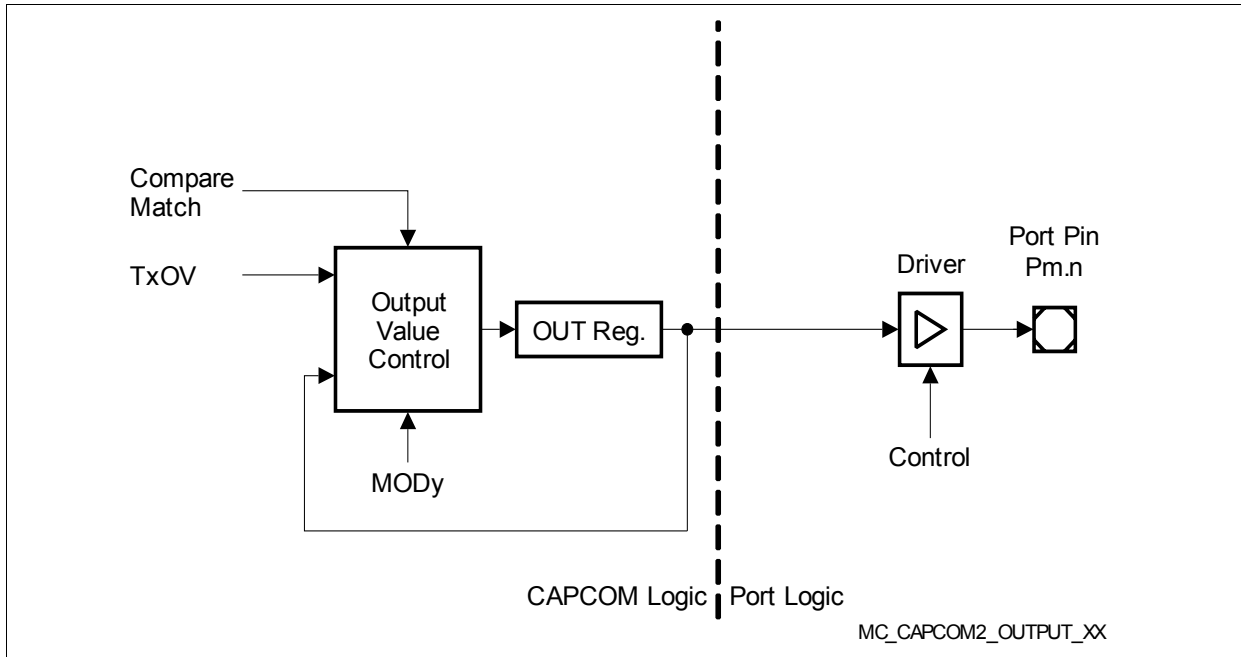 Compare
Match
TxOV
Output
Value
Control
MODy
OUT Reg.
Driver
Port Pin
Pm.n
Control
CAPCOM Logic
Port Logic
MC_CAPCOM2_OUTPUT_XX